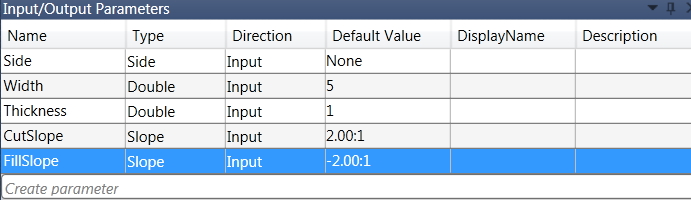 Input/Output Parameters
Name Type Direction Default Value DisplayName Description
Side Side Input None
Width Double Input 5
Thickness Double Input 1
CutSlope Slope Input 2.00:1
FillSlope Slope Input -2.00:1
Create parameter